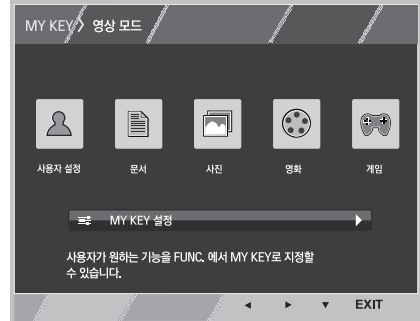 MY KEY > 영상 모드
사용자 설정 문서 사진 영화 게임
MY KEY 설정
사용자가 원하는 기능을 FUNC. 에서 MY KEY로 지정할
수 있습니다.
EXIT